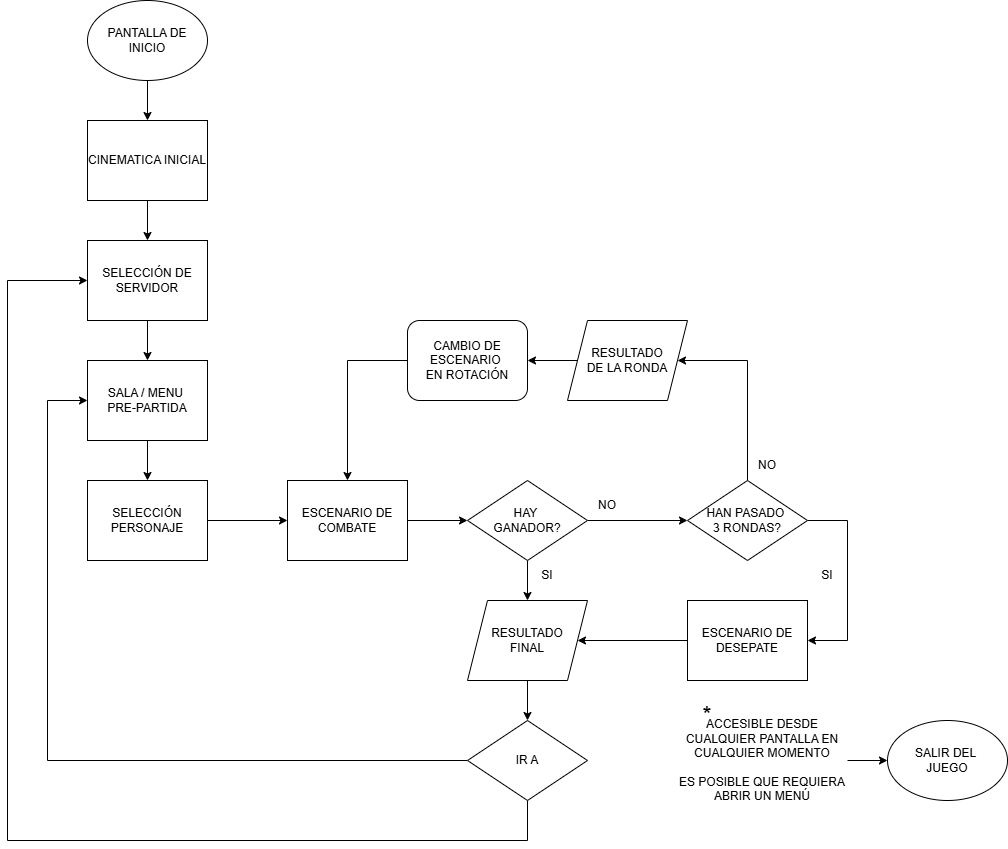 PANTALLA DE
INICIO
CINEMATICA INICIAL
SELECCIÓN DE
SERVIDOR
SALA / MENU
PRE-PARTIDA
SELECCIÓN
PERSONAJE
ESCENARIO DE
COMBATE
CAMBIO DE
ESCENARIO
EN ROTACIÓN
RESULTADO
DE LA RONDA
HAY
GANADOR?
NO
HAN PASADO
3 RONDAS?
NO
SI
SI
ESCENARIO DE
DESEPATE
RESULTADO
FINAL
IR A
*
ACCESIBLE DESDE
CUALQUIER PANTALLA EN
CUALQUIER MOMENTO
ES POSIBLE QUE REQUIERA
ABRIR UN MENÚ
SALIR DEL
JUEGO